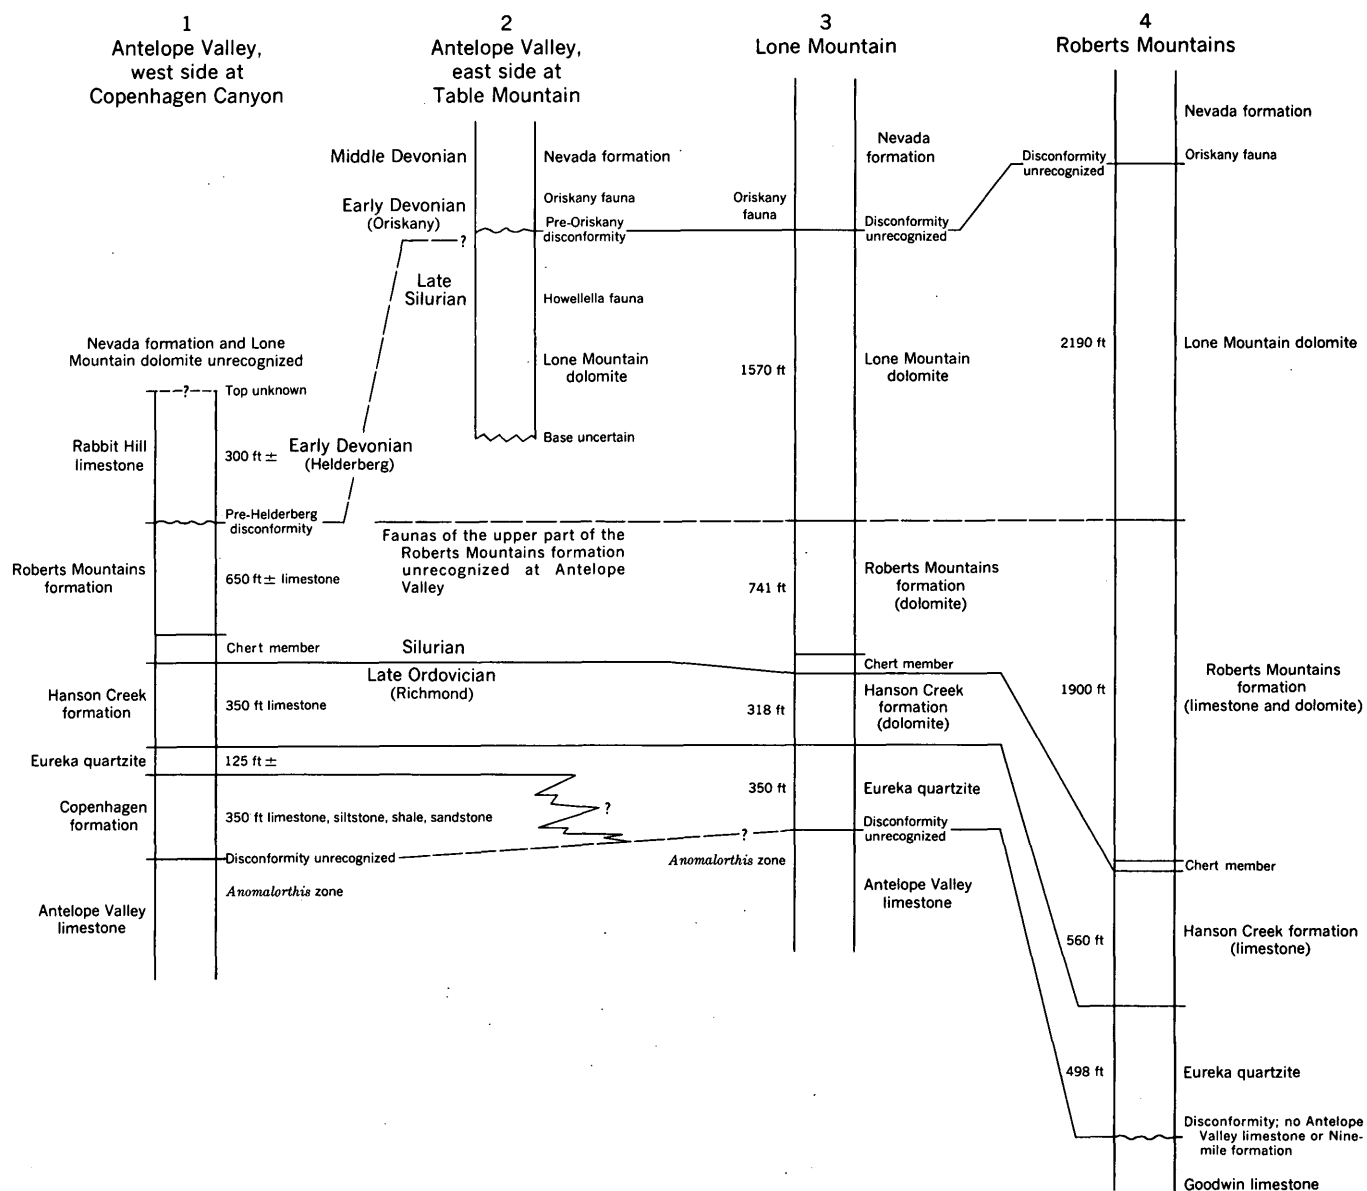 1
Antelope Valley,
west side at
Copenhagen Canyon
2
Antelope Valley,
east side at
Table Mountain
3
Lone Mountain
4
Roberts Mountains
Nevada formation and Lone
Mountain dolomite unrecognized
?
Top unknown
Rabbit Hill
limestone
300 ft ±
Early Devonian
(Helderberg)
Pre-Helderberg
disconformity
Roberts Mountains
formation
650 ft ± limestone
Chert member
Silurian
Late Ordovician
(Richmond)
Hanson Creek
formation
350 ft limestone
Eureka quartzite
125 ft ±
Copenhagen
formation
350 ft limestone, siltstone, shale, sandstone
?
Disconformity unrecognized
Anomalorthis zone
Antelope Valley
limestone
Middle Devonian
Nevada formation
Early Devonian
(Oriskany)
?
Oriskany fauna
Pre-Oriskany
disconformity
Late
Silurian
Howellella fauna
Lone Mountain
dolomite
Base uncertain
Faunas of the upper part of the
Roberts Mountains formation
unrecognized at Antelope
Valley
Nevada
formation
Oriskany
fauna
Disconformity
unrecognized
1570 ft
Lone Mountain
dolomite
741 ft
Roberts Mountains
formation
(dolomite)
Chert member
318 ft
Hanson Creek
formation
(dolomite)
350 ft
Eureka quartzite
?
Disconformity
unrecognized
Anomalorthis zone
Antelope Valley
limestone
Nevada formation
Disconformity
unrecognized
Oriskany fauna
2190 ft
Lone Mountain dolomite
1900 ft
Roberts Mountains
formation
(limestone and dolomite)
Chert member
560 ft
Hanson Creek formation
(limestone)
498 ft
Eureka quartzite
Disconformity; no Antelope
Valley limestone or Nine-
mile formation
Goodwin limestone